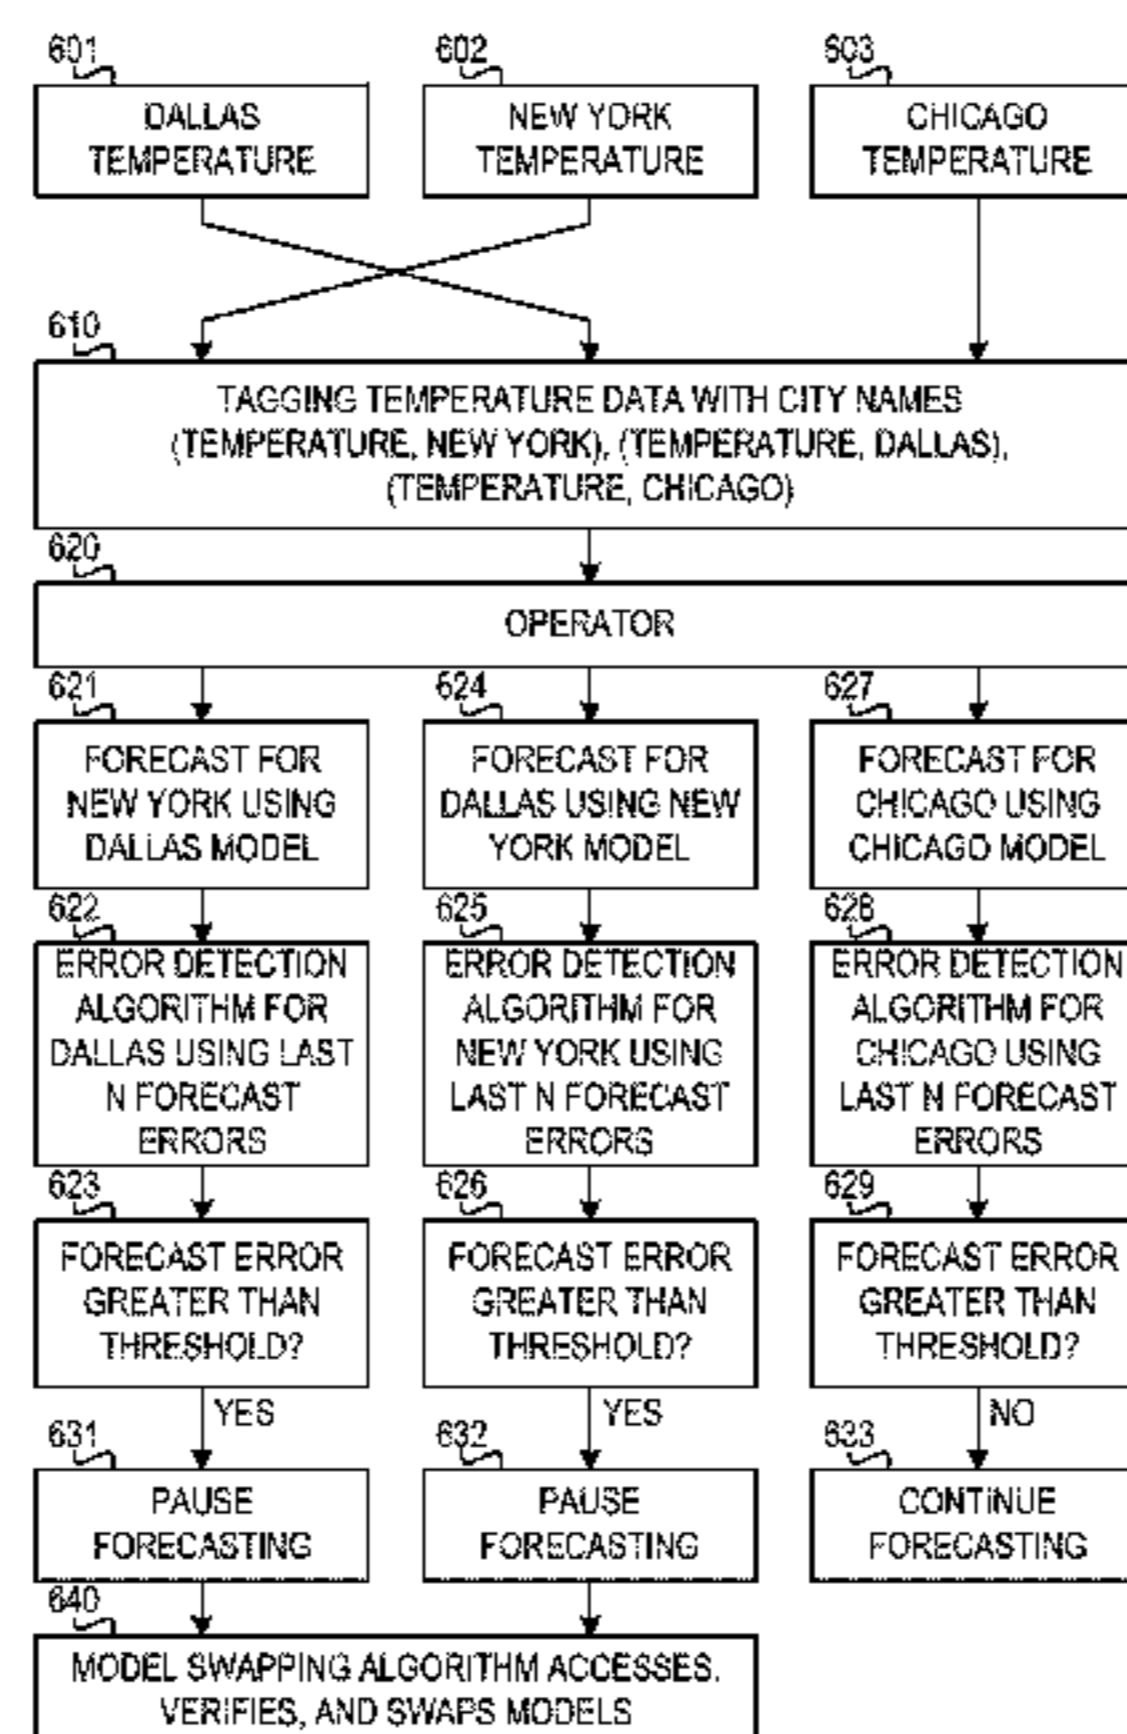 601
602
603
DALLAS
TEMPERATURE
NEW YORK
TEMPERATURE
CHICAGO
TEMPERATURE
610
TAGGING TEMPERATURE DATA WITH CITY NAMES
(TEMPERATURE, NEW YORK), (TEMPERATURE, DALLAS),
(TEMPERATURE, CHICAGO)
620
OPERATOR
621
624
627
FORECAST FOR
NEW YORK USING
DALLAS MODEL
FORECAST FOR
DALLAS USING NEW
YORK MODEL
FORECAST FOR
CHICAGO USING
CHICAGO MODEL
622
625
628
ERROR DETECTION
ALGORITHM FOR
DALLAS USING LAST
N FORECAST
ERRORS
ERROR DETECTION
ALGORITHM FOR
NEW YORK USING
LAST N FORECAST
ERRORS
ERROR DETECTION
ALGORITHM FOR
CHICAGO USING
LAST N FORECAST
ERRORS
623
626
629
FORECAST ERROR
GREATER THAN
THRESHOLD?
FORECAST ERROR
GREATER THAN
THRESHOLD?
FORECAST ERROR
GREATER THAN
THRESHOLD?
YES
YES
NO
631
632
633
PAUSE
FORECASTING
PAUSE
FORECASTING
CONTINUE
FORECASTING
640
MODEL SWAPPING ALGORITHM ACCESSES,
VERIFIES, AND SWAPS MODELS